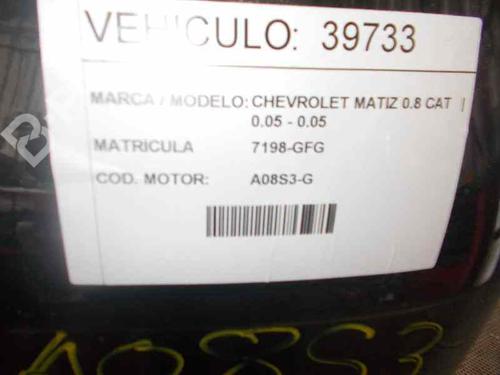 VEHICULO: 39733
MARCA / MODELO: CHEVROLET MATIZ 0.8 CAT |
0.05 - 0.05
MATRICULA 7198-GFG
COD. MOTOR: A08S3-G
A08S3